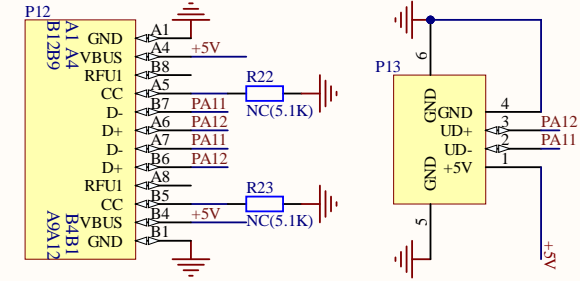 P12
A1 A4
B12B9
A9A12
B4B1
GND A1
VBUS A4 +5V
RFU1 B8
CC A5 R22
NC(5.1K)
D- B7 PA11
D+ A6 PA12
D- A7 PA11
D+ B6 PA12
RFU1 A8
CC B5 R23
NC(5.1K)
VBUS B4 +5V
GND B1
P13
6
GND
GND 4
UD+ 3 PA12
UD- 2 PA11
+5V 1
GND
5
+5V